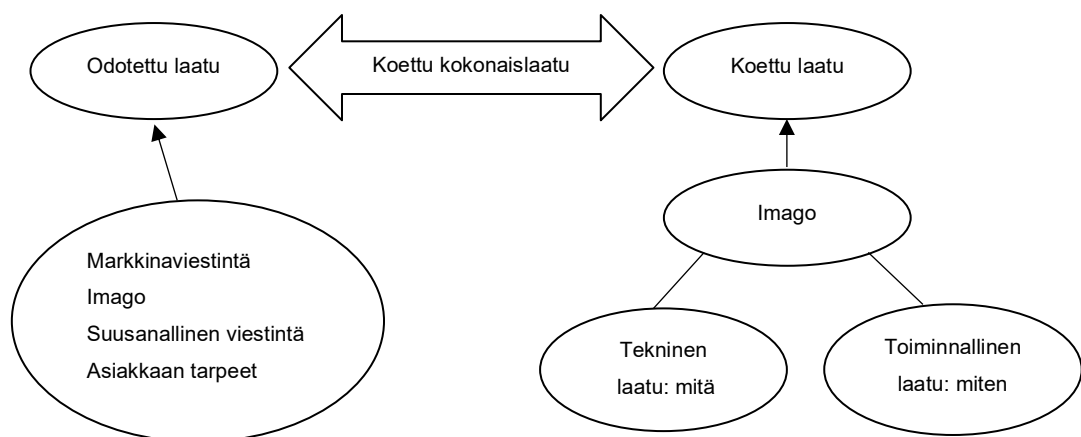 Odotettu laatu
Koettu kokonaislaatu
Koettu laatu
Markkinaviestintä
Imago
Suusanallinen viestintä
Asiakkaan tarpeet
Imago
Tekninen
laatu: mitä
Toiminnallinen
laatu: miten